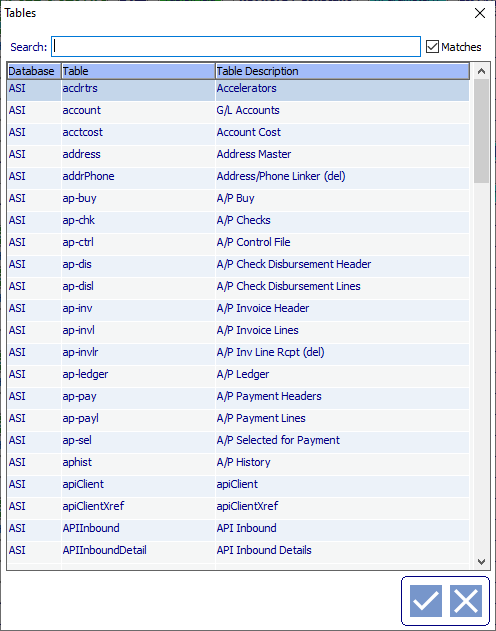 Tables
Search: Matches
Database Table Table Description
ASI acclrtrs Accelerators
ASI account G/L Accounts
ASI acctcost Account Cost
ASI address Address Master
ASI addrPhone Address/Phone Linker (del)
ASI ap-buy A/P Buy
ASI ap-chk A/P Checks
ASI ap-ctrl A/P Control File
ASI ap-dis A/P Check Disbursement Header
ASI ap-disl A/P Check Disbursement Lines
ASI ap-inv A/P Invoice Header
ASI ap-invl A/P Invoice Lines
ASI ap-invlr A/P Inv Line Rcpt (del)
ASI ap-ledger A/P Ledger
ASI ap-pay A/P Payment Headers
ASI ap-payl A/P Payment Lines
ASI ap-sel A/P Selected for Payment
ASI aphist A/P History
ASI apiClient apiClient
ASI apiClientXref apiClientXref
ASI APIInbound API Inbound
ASI APIInboundDetail API Inbound Details